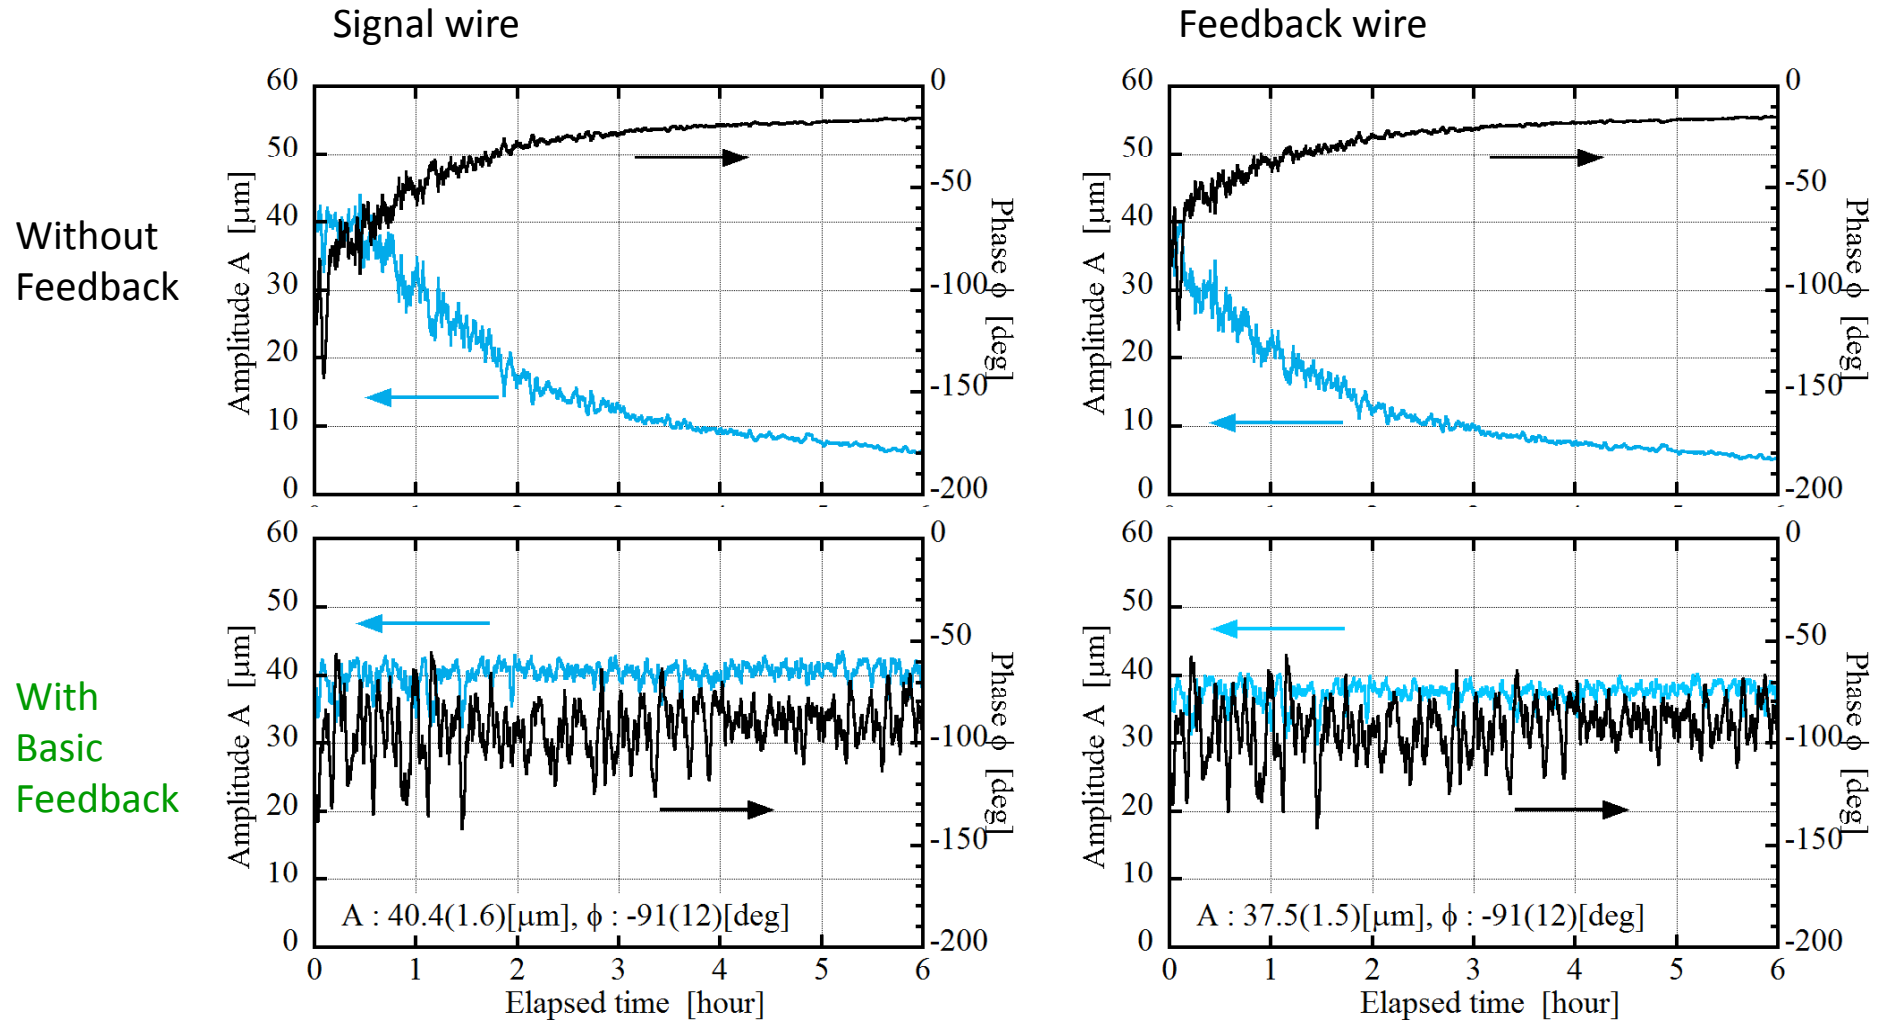 Signal wire
Feedback wire
Without
Feedback
60
50
40
30
20
10
0
Amplitude A [μm]
0
-50
-100
-150
-200
Phase ϕ [deg]
60
50
40
30
20
10
0
Amplitude A [μm]
0
-50
-100
-150
-200
Phase ϕ [deg]
With
Basic
Feedback
60
50
40
30
20
10
0
Amplitude A [μm]
0
-50
-100
-150
-200
Phase ϕ [deg]
A : 40.4(1.6)[μm], ϕ : -91(12)[deg]
0 1 2 3 4 5 6
Elapsed time [hour]
60
50
40
30
20
10
0
Amplitude A [μm]
0
-50
-100
-150
-200
Phase ϕ [deg]
A : 37.5(1.5)[μm], ϕ : -91(12)[deg]
0 1 2 3 4 5 6
Elapsed time [hour]